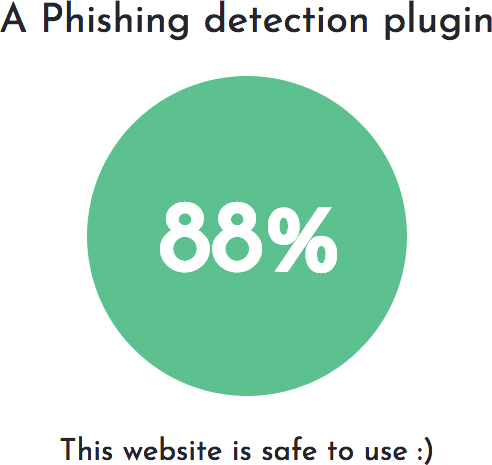 A Phishing detection plugin
88%
This website is safe to use :)